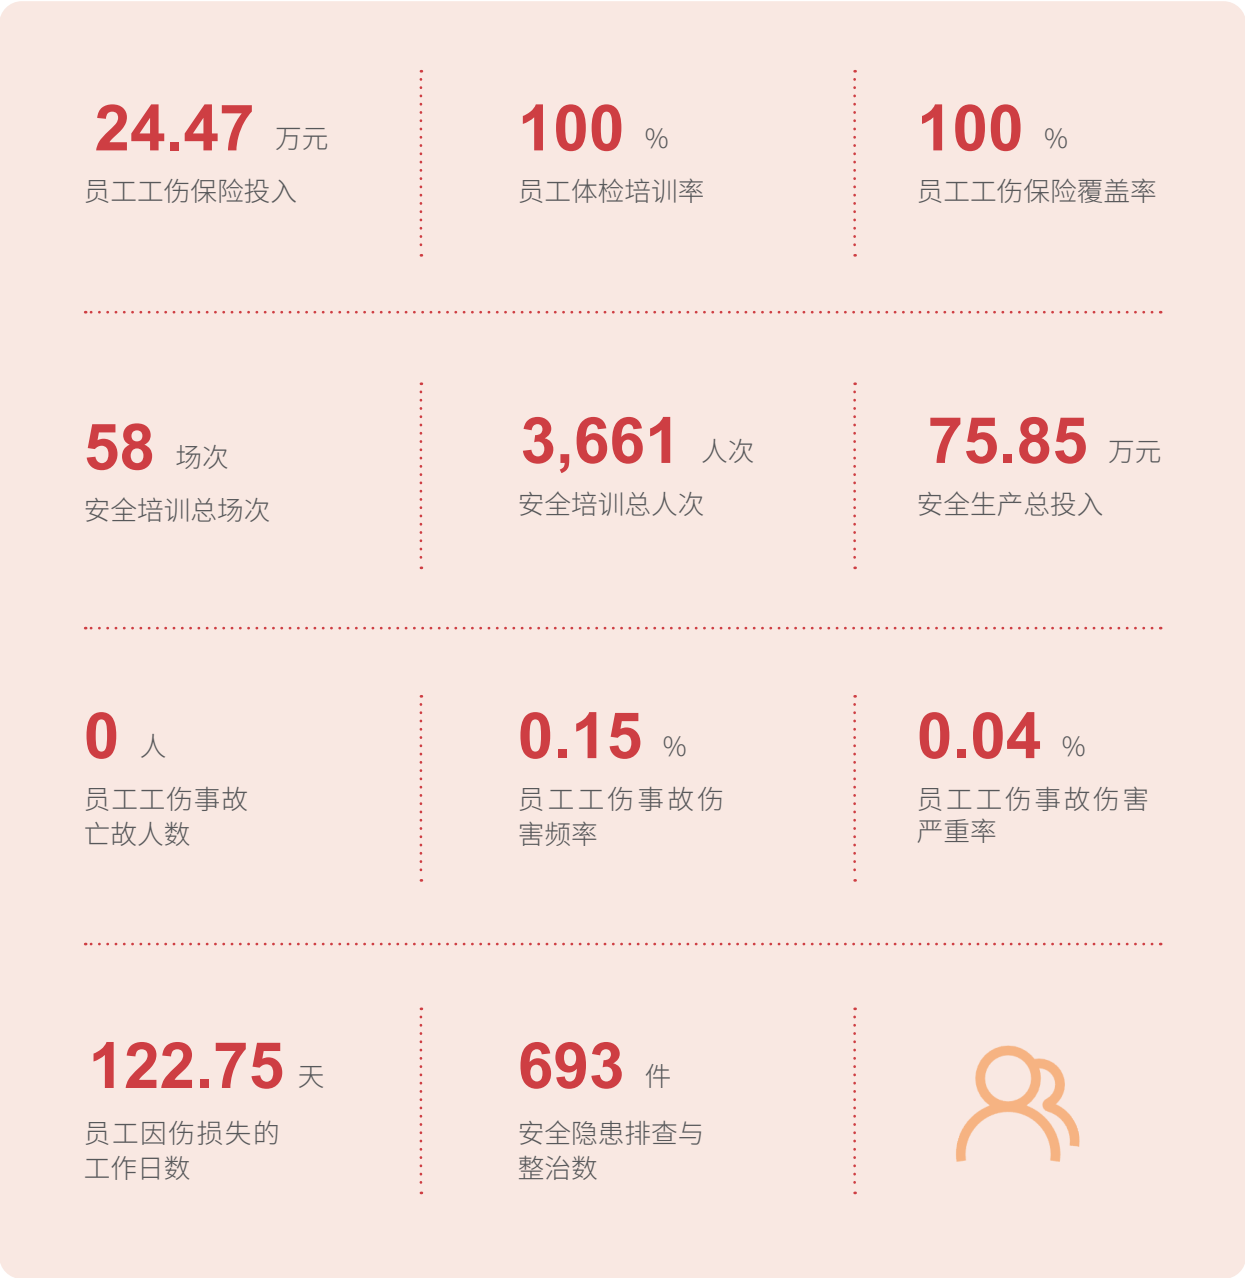 24.47 万元
员工工伤保险投入
100 %
员工体检培训率
100 %
员工工伤保险覆盖率
58 场次
安全培训总场次
3,661 人次
安全培训总人次
75.85 万元
安全生产总投入
0 人
员工工伤事故
亡故人数
0.15 %
员工工伤事故伤
害频率
0.04 %
员工工伤事故伤害
严重率
122.75 天
员工因伤损失的
工作日数
693 件
安全隐患排查与
整治数